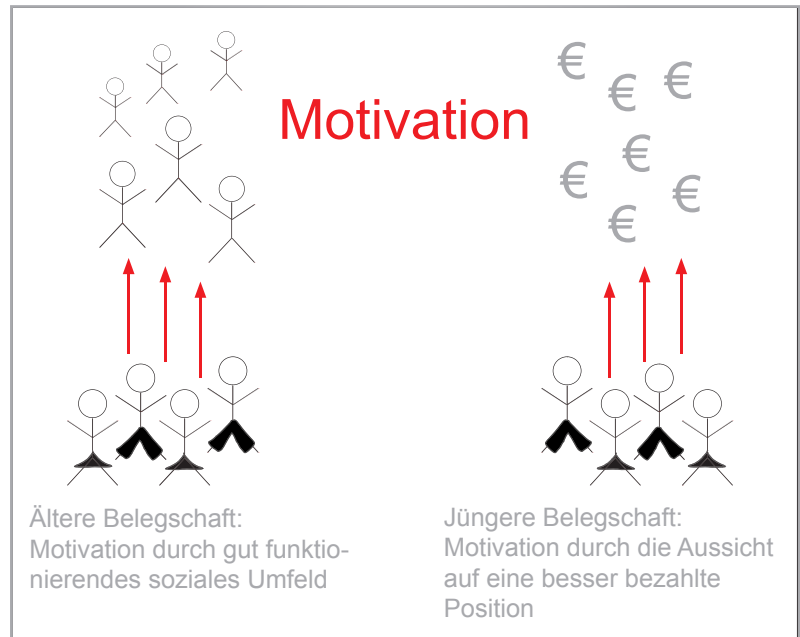 €
€
€
Motivation
€
€
€
€
Ältere Belegschaft:
Motivation durch gut funktio-
nierendes soziales Umfeld
Jüngere Belegschaft:
Motivation durch die Aussicht
auf eine besser bezahlte
Position